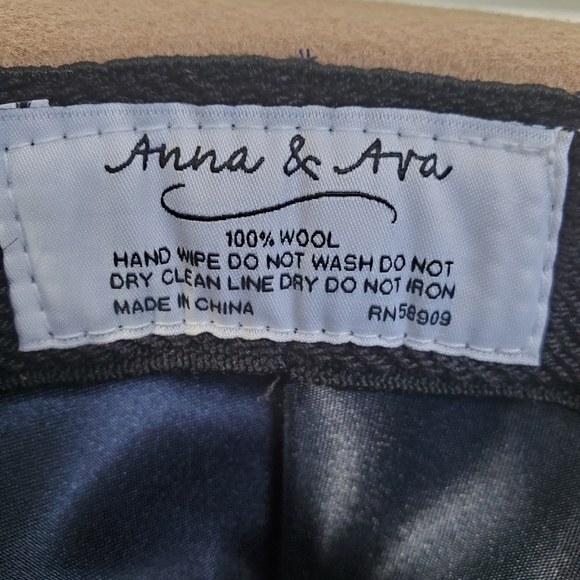 Anna & Ava
100% WOOL
HAND WIPE DO NOT WASH DO NOT
DRY CLEAN LINE DRY DO NOT IRON
MADE IN CHINA RN58909